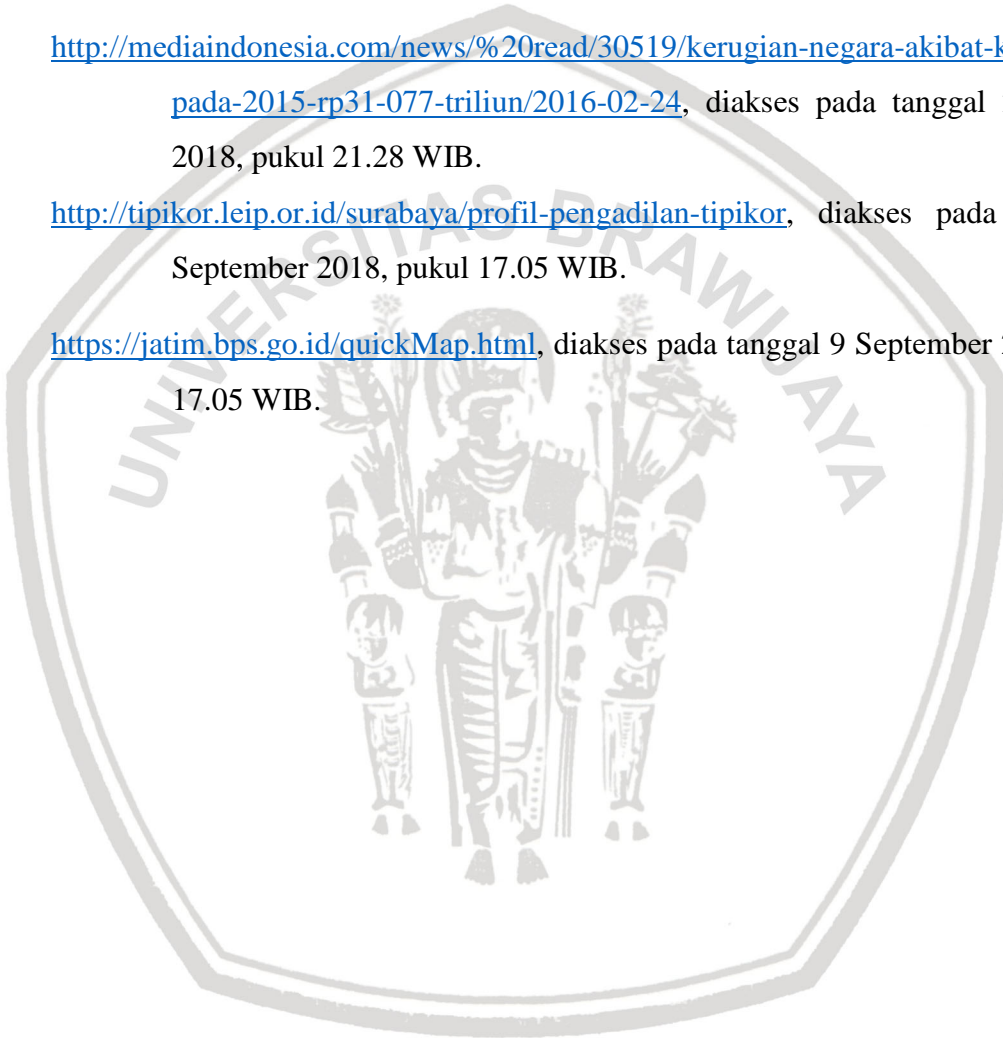 http://mediaindonesia.com/news/%20read/30519/kerugian-negara-akibat-k
pada-2015-rp31-077-triliun/2016-02-24, diakses pada tanggal
2018, pukul 21.28 WIB.
http://tipikor.leip.or.id/surabaya/profil-pengadilan-tipikor, diakses pada
September 2018, pukul 17.05 WIB.
https://jatim.bps.go.id/quickMap.html, diakses pada tanggal 9 September
17.05 WIB.
UNIVERSITAS BRAWIJAYA